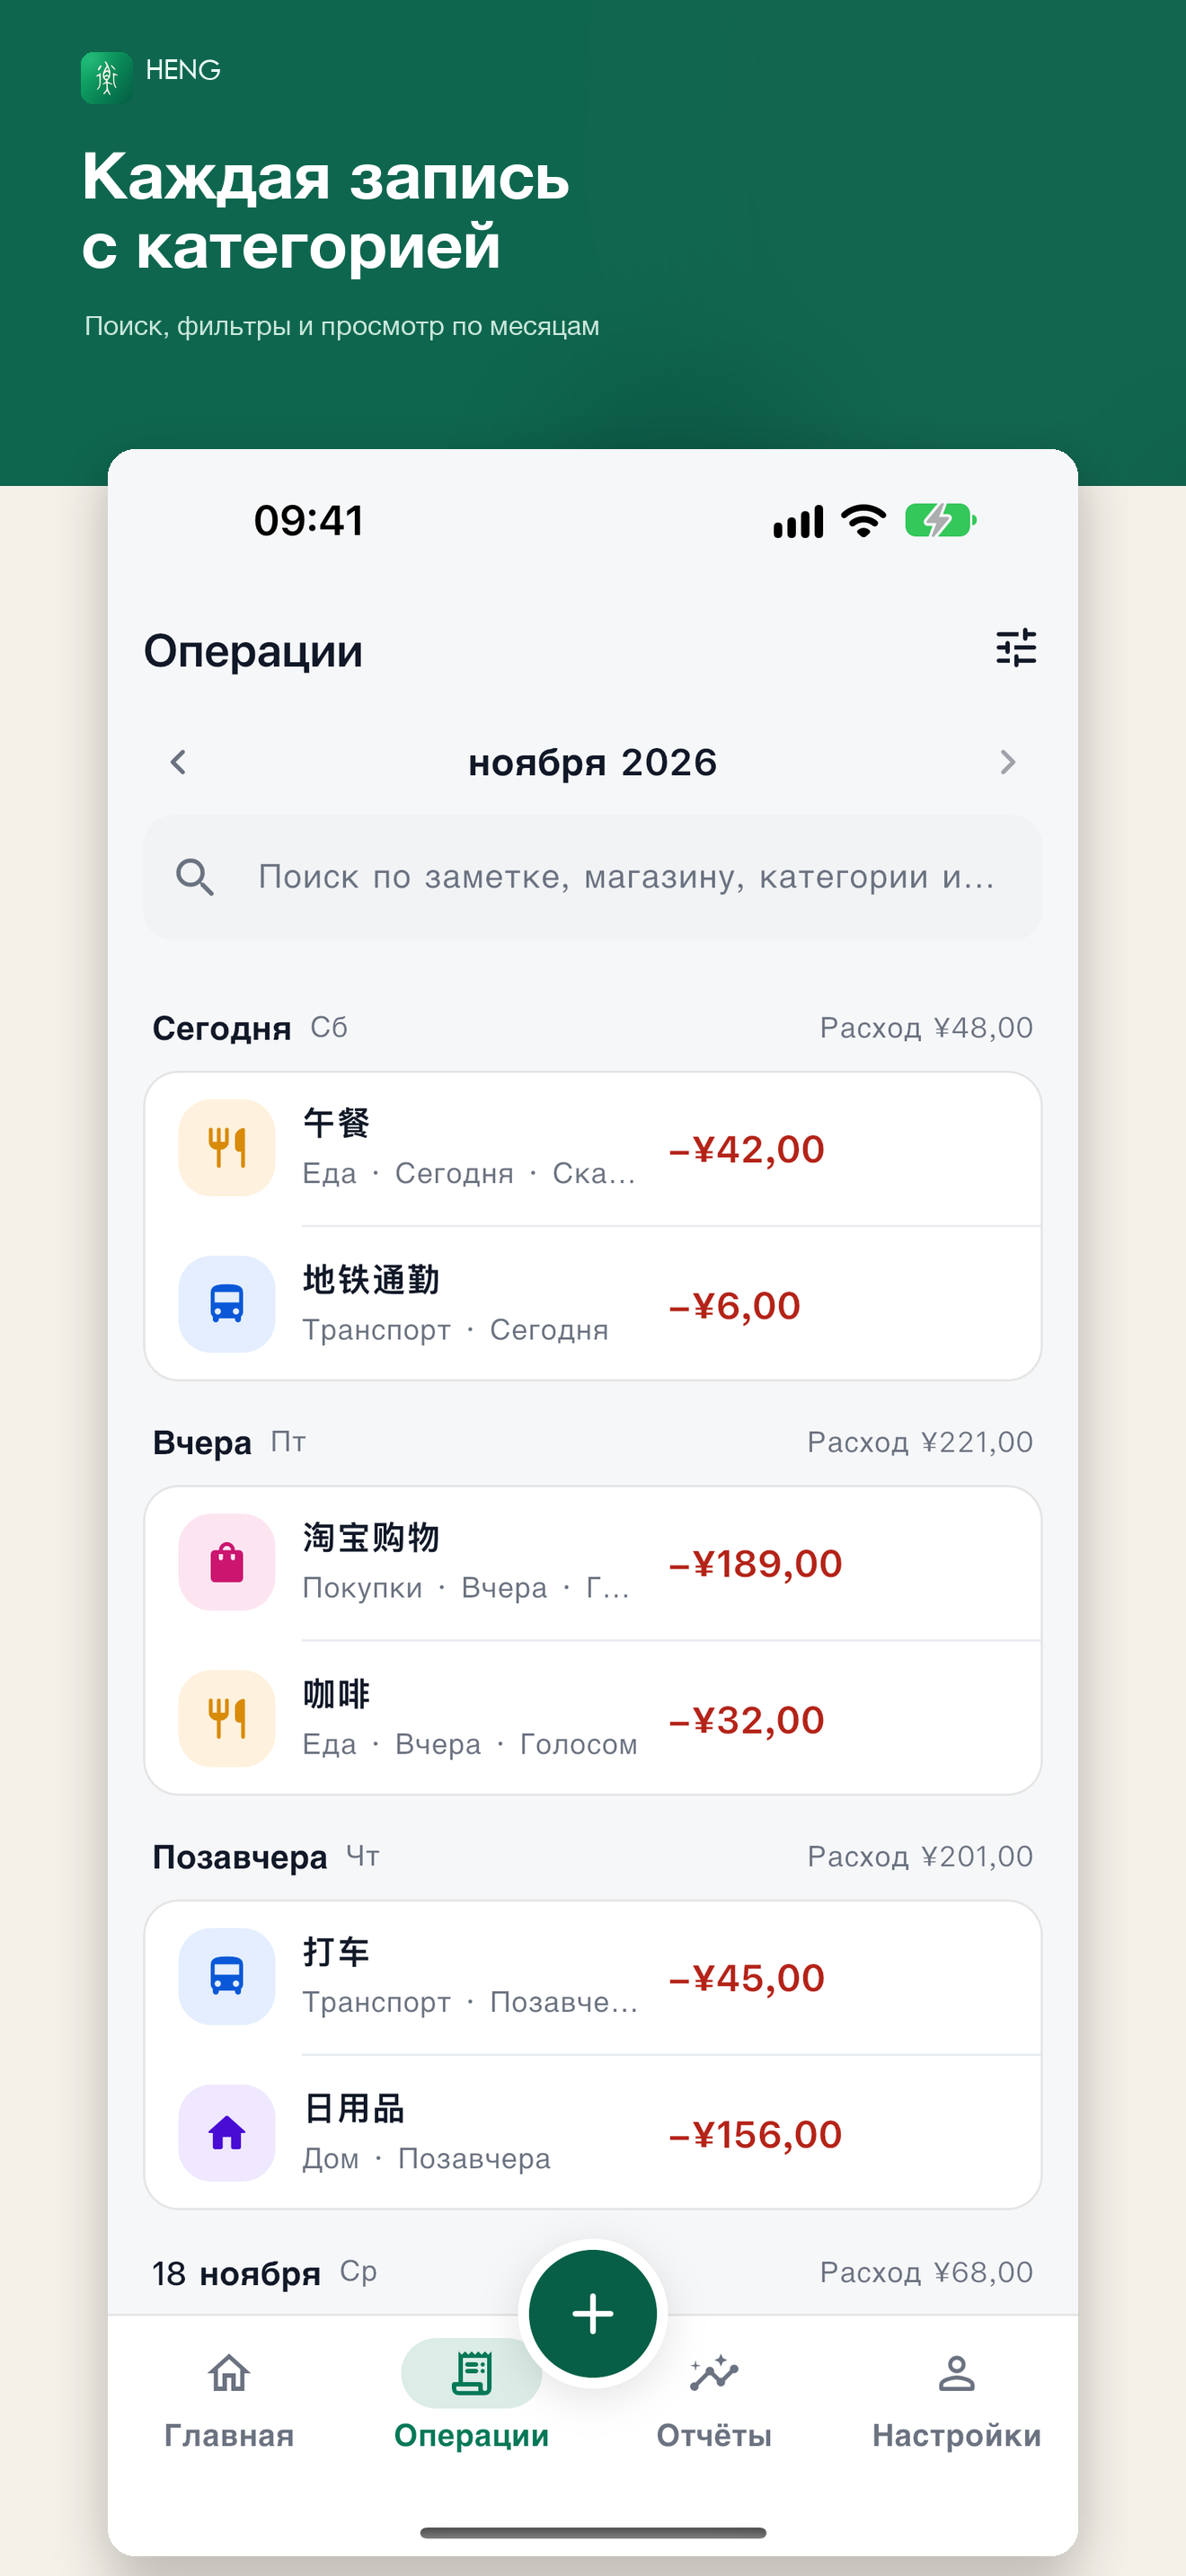 HENG
Каждая запись
с категорией
Поиск, фильтры и просмотр по месяцам
09:41
Операции
ноября 2026
Поиск по заметке, магазину, категории и...
Сегодня Сб Расход ¥48,00
午餐
Еда · Сегодня · Ска...
−¥42,00
地铁通勤
Транспорт · Сегодня
−¥6,00
Вчера Пт Расход ¥221,00
淘宝购物
Покупки · Вчера · Г...
−¥189,00
咖啡
Еда · Вчера · Голосом
−¥32,00
Позавчера Чт Расход ¥201,00
打车
Транспорт · Позавче...
−¥45,00
日用品
Дом · Позавчера
−¥156,00
18 ноября Ср Расход ¥68,00
Главная Операции Отчёты Настройки